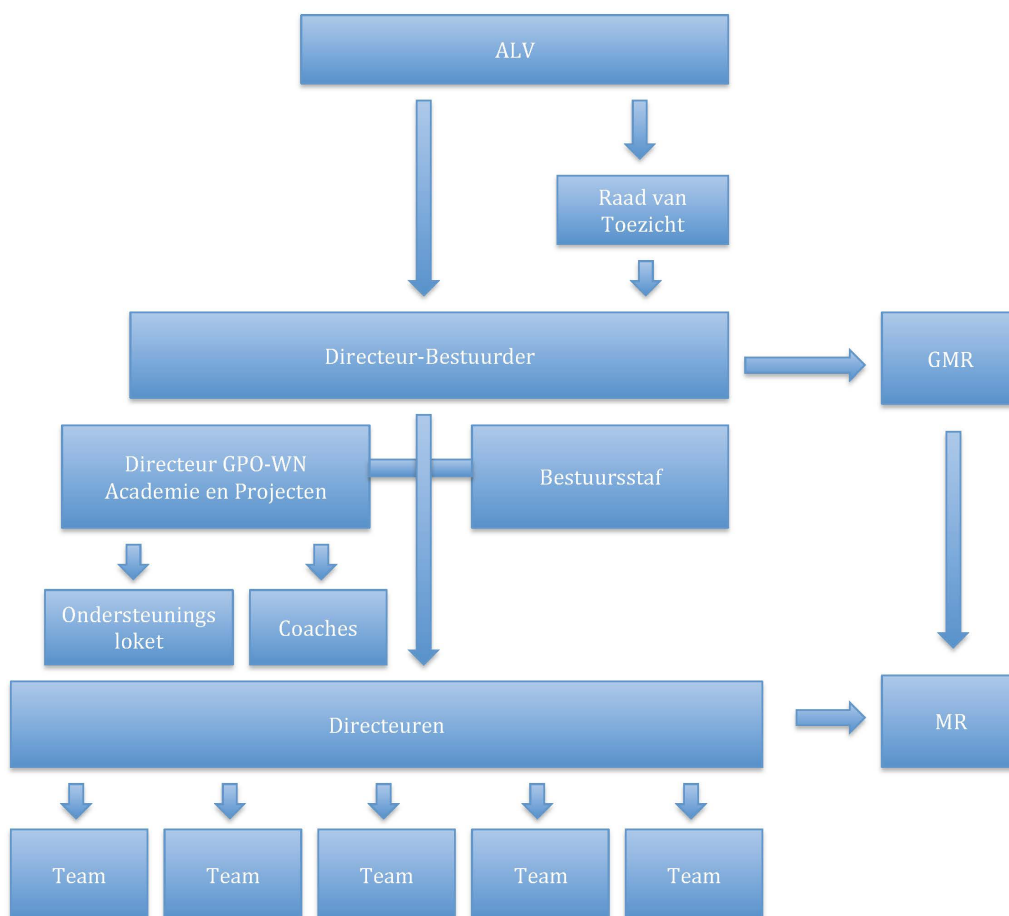 ALV
Raad van
Toezicht
Directeur-Bestuurder
GMR
Directeur GPO-WN
Academie en Projecten
Bestuursstaf
Ondersteunings
loket
Coaches
Directeuren
MR
Team
Team
Team
Team
Team